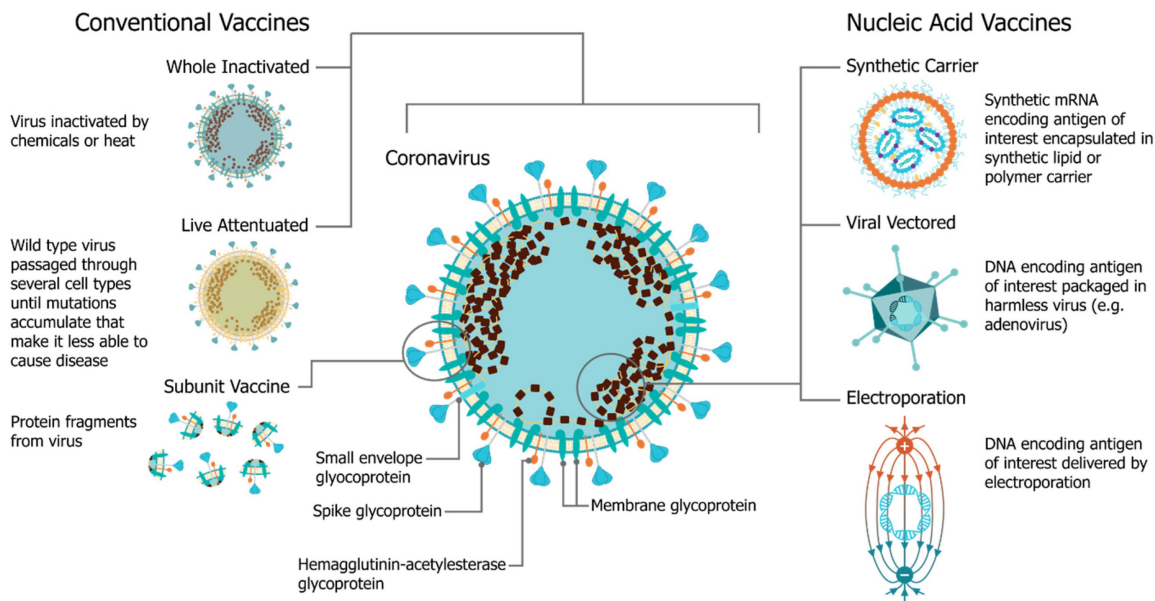 Conventional Vaccines
Whole Inactivated
Virus inactivated by
chemicals or heat
Live Attentuated
Wild type virus
passaged through
several cell types
until mutations
accumulate that
make it less able to
cause disease
Subunit Vaccine
Protein fragments
from virus
Coronavirus
Small envelope
glyocoprotein
Spike glycoprotein
Hemagglutinin-acetylesterase
glycoprotein
Membrane glycoprotein
Nucleic Acid Vaccines
Synthetic Carrier
Synthetic mRNA
encoding antigen of
interest encapsulated in
synthetic lipid or
polymer carrier
Viral Vectored
DNA encoding antigen
of interest packaged in
harmless virus (e.g.
adenovirus)
Electroporation
DNA encoding antigen
of interest delivered by
electroporation
+
−